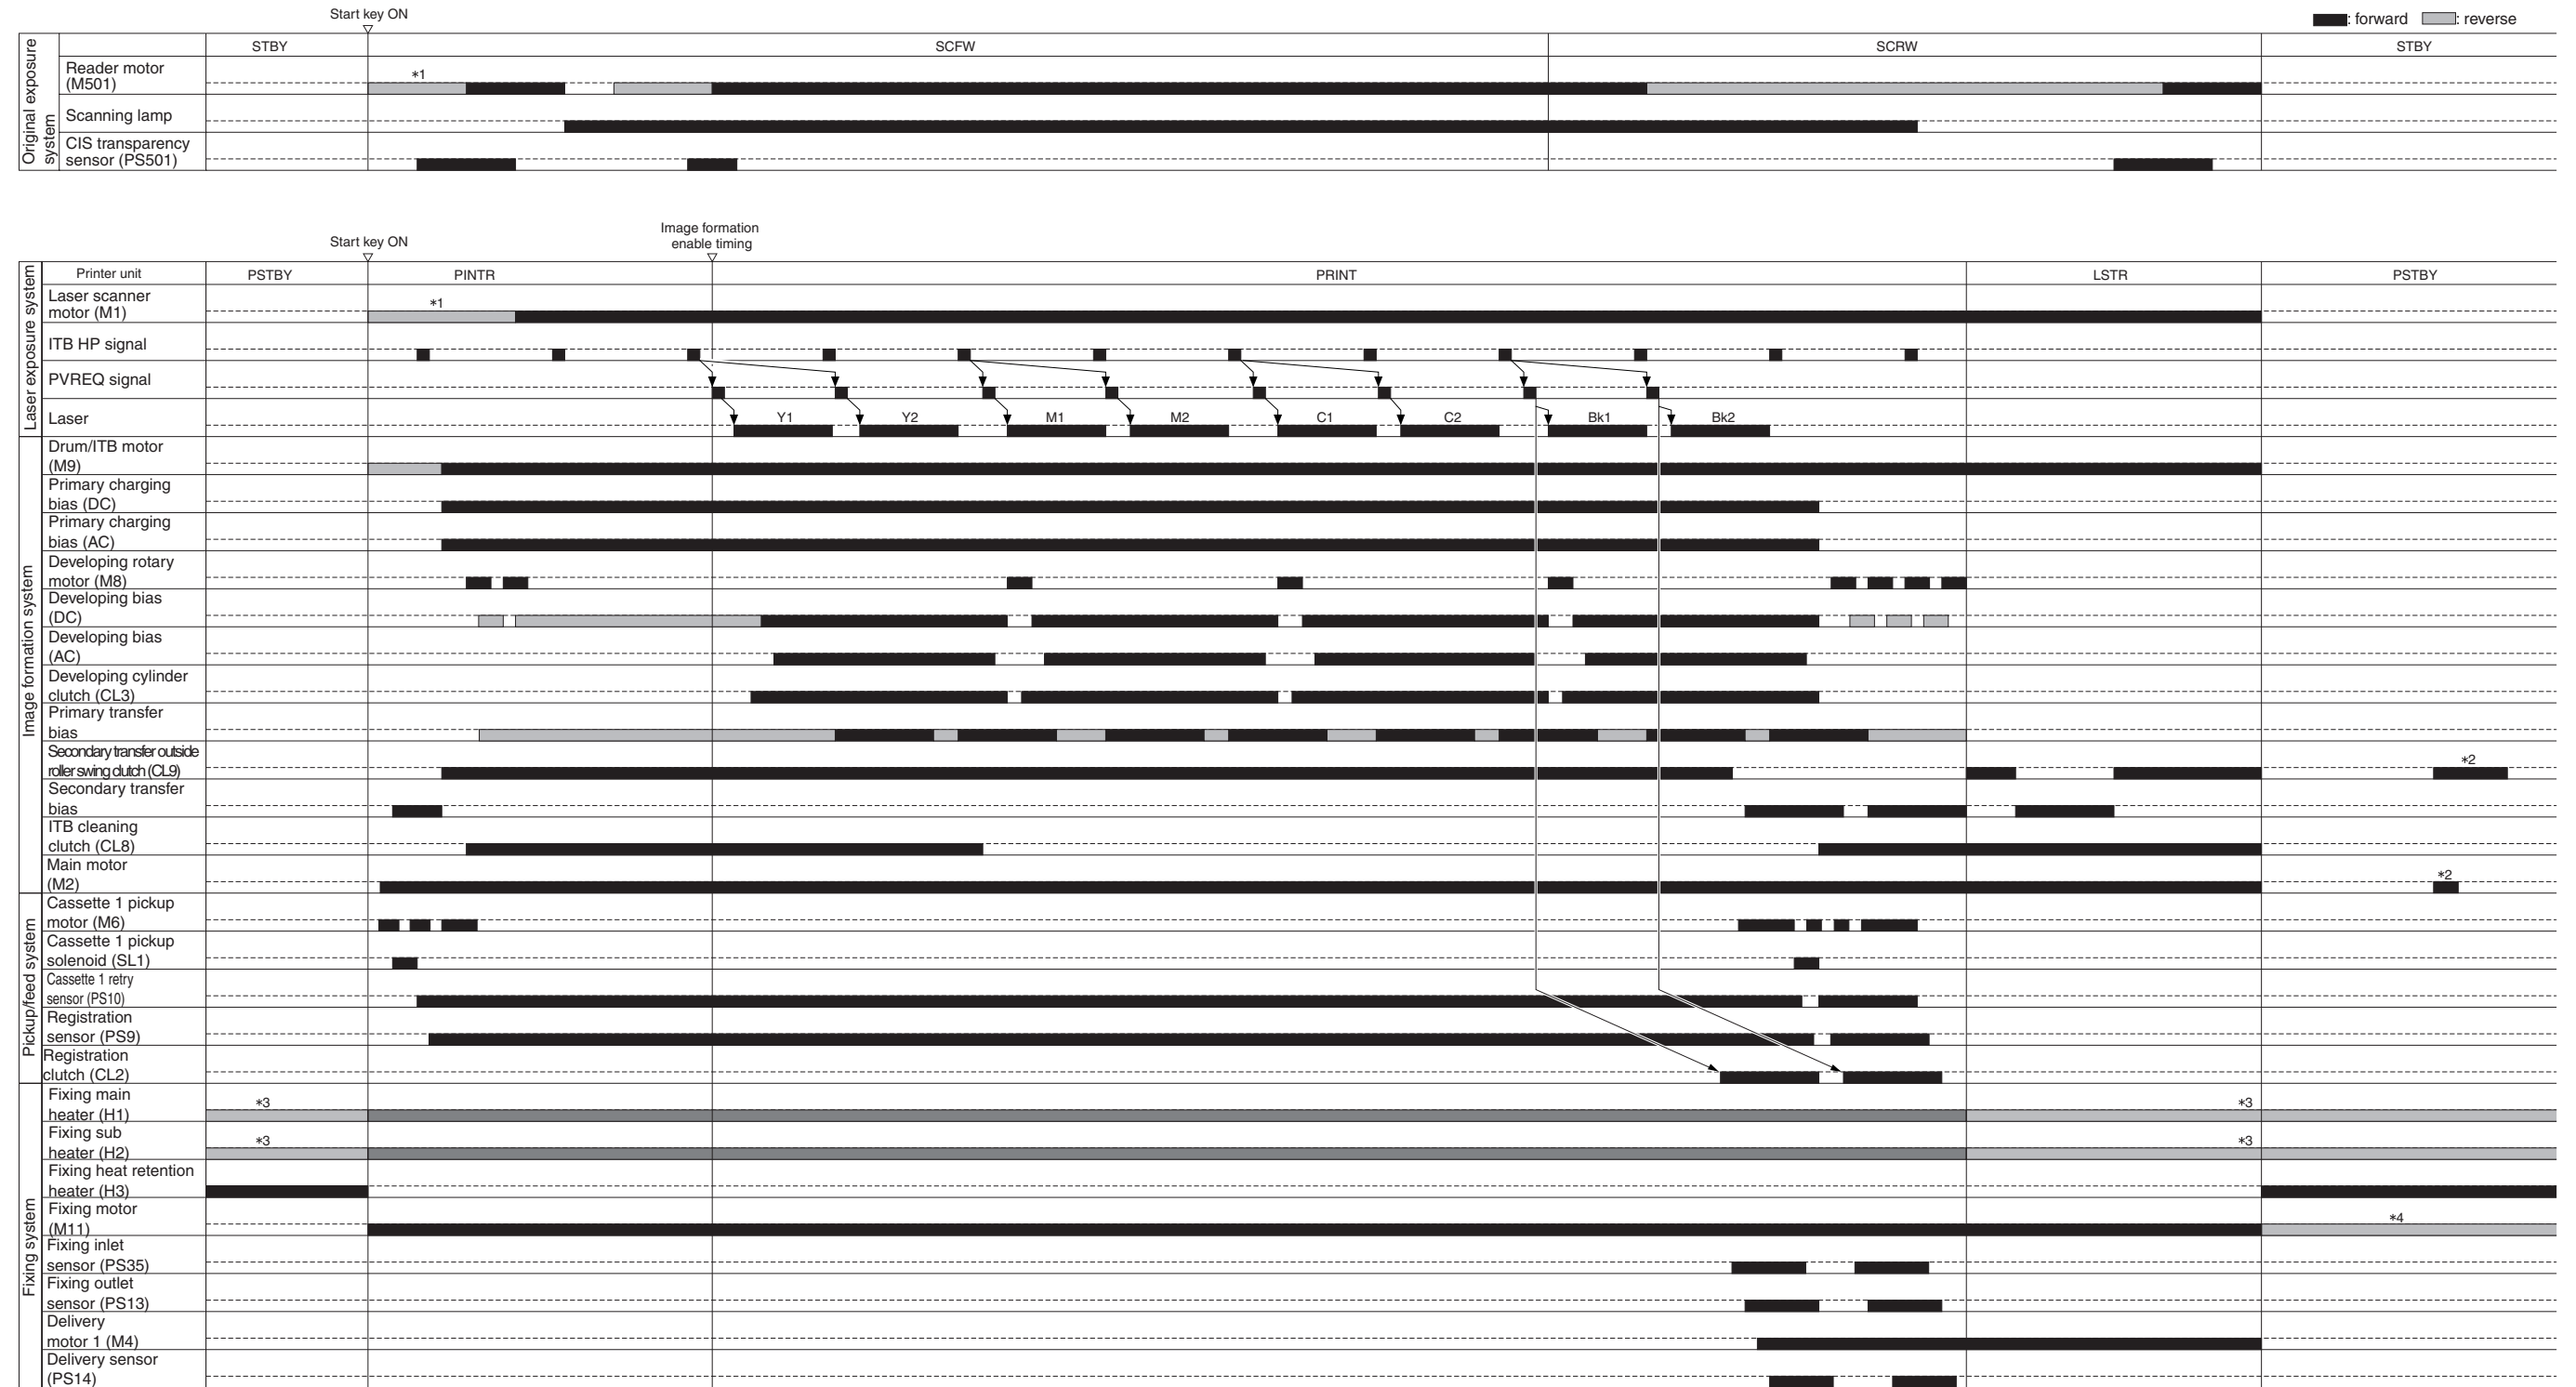 Start key ON
: forward
: reverse
Original exposure
system
STBY
SCFW
SCRW
STBY
Reader motor
(M501)
*1
Scanning lamp
CIS transparency
sensor (PS501)
Start key ON
Image formation
enable timing
Laser exposure system
Printer unit
PSTBY
PINTR
PRINT
LSTR
PSTBY
Laser scanner
motor (M1)
*1
ITB HP signal
PVREQ signal
Laser
Y1
Y2
M1
M2
C1
C2
Bk1
Bk2
Image formation system
Drum/ITB motor
(M9)
Primary charging
bias (DC)
Primary charging
bias (AC)
Developing rotary
motor (M8)
Developing bias
(DC)
Developing bias
(AC)
Developing cylinder
clutch (CL3)
Primary transfer
bias
Secondary transfer outside
roller swing clutch (CL9)
*2
Secondary transfer
bias
ITB cleaning
clutch (CL8)
Main motor
(M2)
*2
Pickup/feed system
Cassette 1 pickup
motor (M6)
Cassette 1 pickup
solenoid (SL1)
Cassette 1 retry
sensor (PS10)
Registration
sensor (PS9)
Registration
clutch (CL2)
Fixing system
Fixing main
heater (H1)
*3
*3
Fixing sub
heater (H2)
*3
*3
Fixing heat retention
heater (H3)
Fixing motor
(M11)
*4
Fixing inlet
sensor (PS35)
Fixing outlet
sensor (PS13)
Delivery
motor 1 (M4)
Delivery sensor
(PS14)